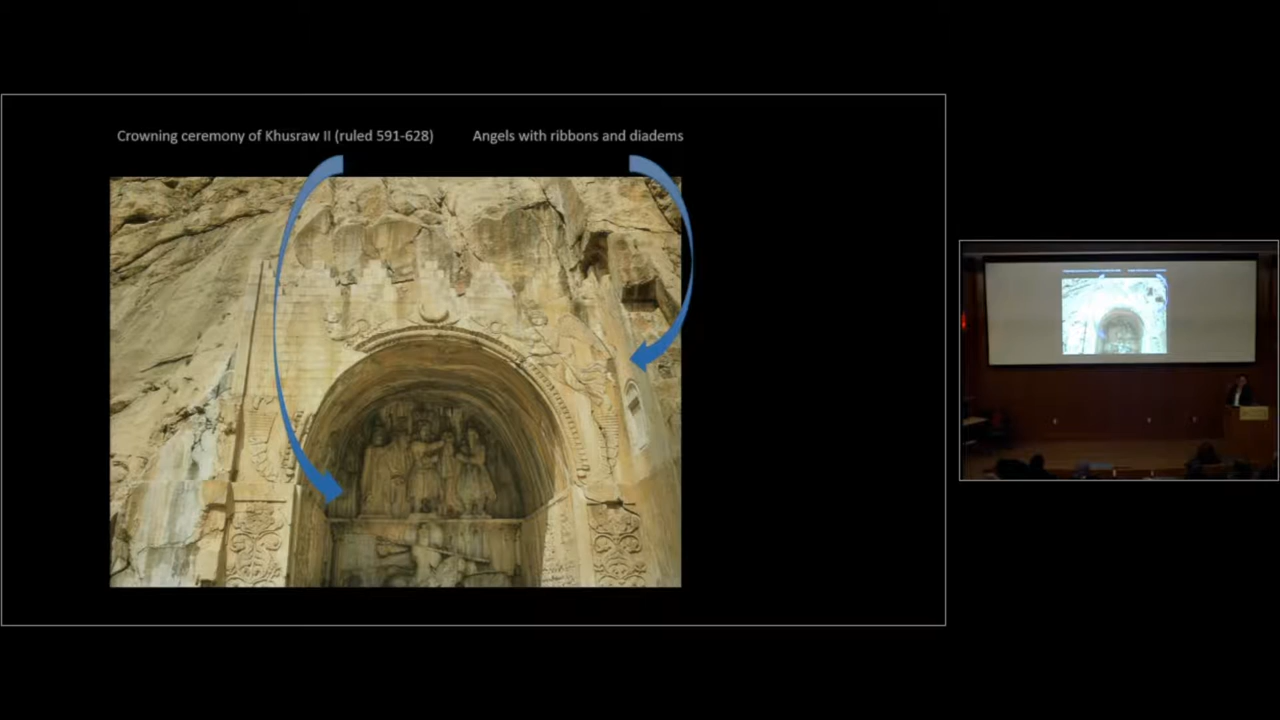 Crowning ceremony of Khusraw II (ruled 591-628)
Angels with ribbons and diadems